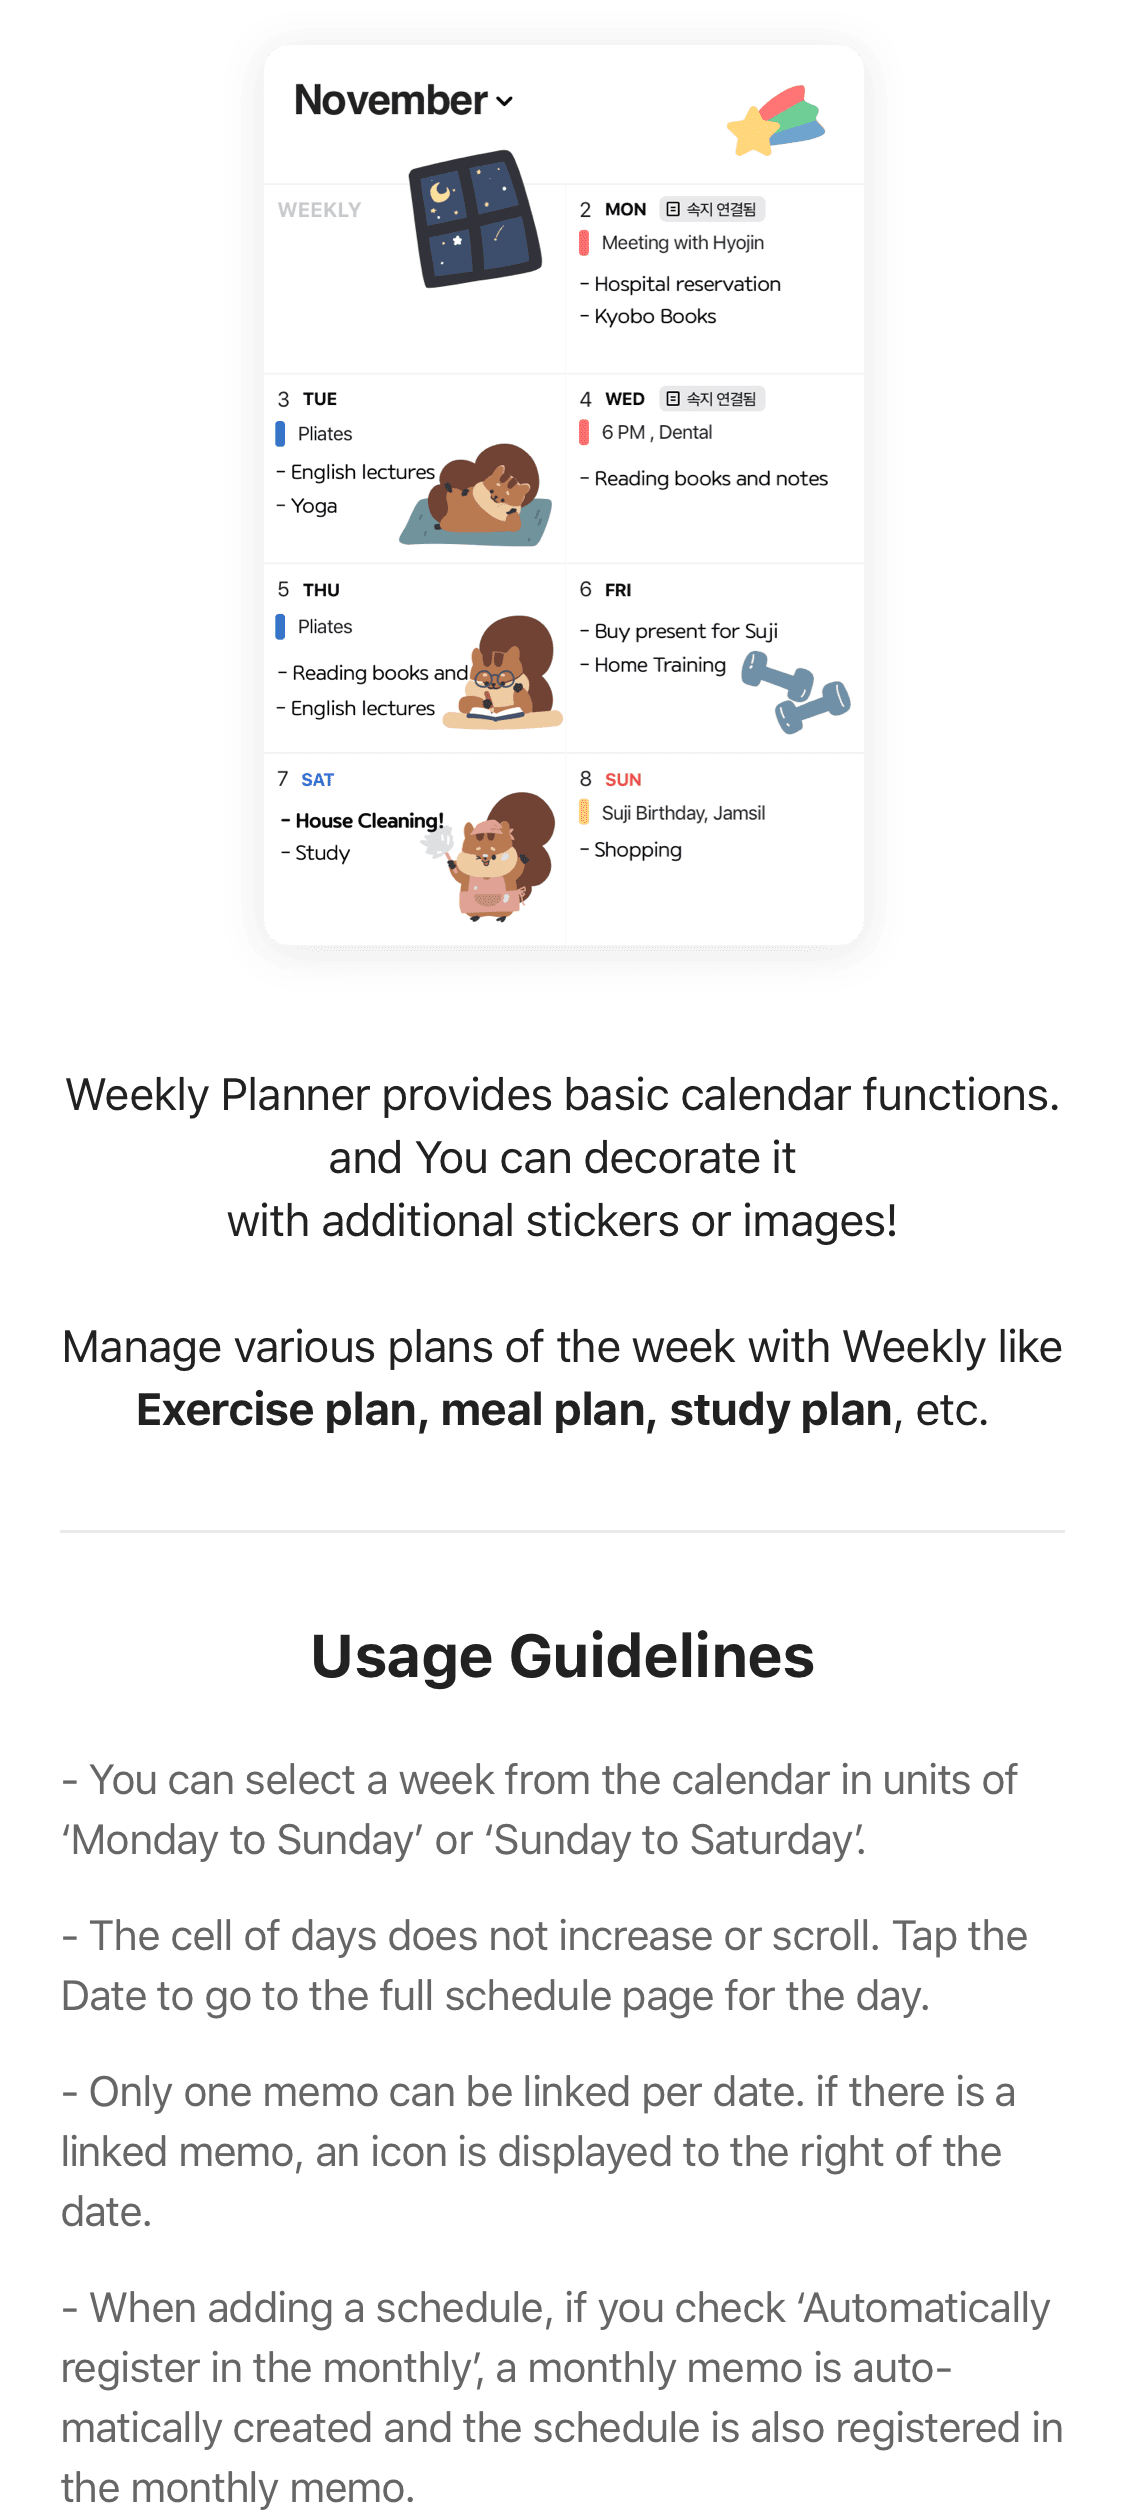 November
WEEKLY
2 MON 속지 연결됨
Meeting with Hyojin
- Hospital reservation
- Kyobo Books
3 TUE
Pliates
- English lectures
- Yoga
4 WED 속지 연결됨
6 PM , Dental
- Reading books and notes
5 THU
Pliates
- Reading books and
- English lectures
6 FRI
- Buy present for Suji
- Home Training
7 SAT
- House Cleaning!
- Study
8 SUN
Suji Birthday, Jamsil
- Shopping
Weekly Planner provides basic calendar functions.
and You can decorate it
with additional stickers or images!
Manage various plans of the week with Weekly like
Exercise plan, meal plan, study plan, etc.
Usage Guidelines
- You can select a week from the calendar in units of
‘Monday to Sunday’ or ‘Sunday to Saturday’.
- The cell of days does not increase or scroll. Tap the
Date to go to the full schedule page for the day.
- Only one memo can be linked per date. if there is a
linked memo, an icon is displayed to the right of the
date.
- When adding a schedule, if you check ‘Automatically
register in the monthly’, a monthly memo is auto-
matically created and the schedule is also registered in
the monthly memo.